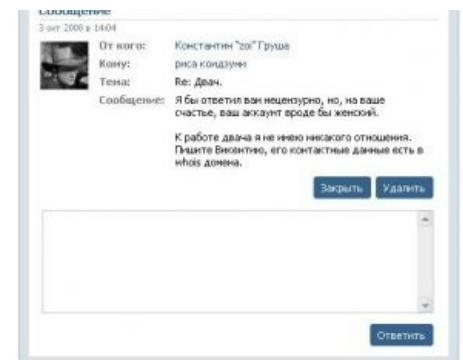 Сообщение
3 окт 2008 в 14:04
От кого: Константин "zoi" Груша
Кому: риса коидзуми
Тема: Re: Двач.
Сообщение: Я бы ответил вам нецензурно, но, на ваше
счастье, ваш аккаунт вроде бы женский.
К работе двача я не имею никакого отношения.
Пишите Викентию, его контактные данные есть в
whois домена.
Закрыть Удалить
Ответить